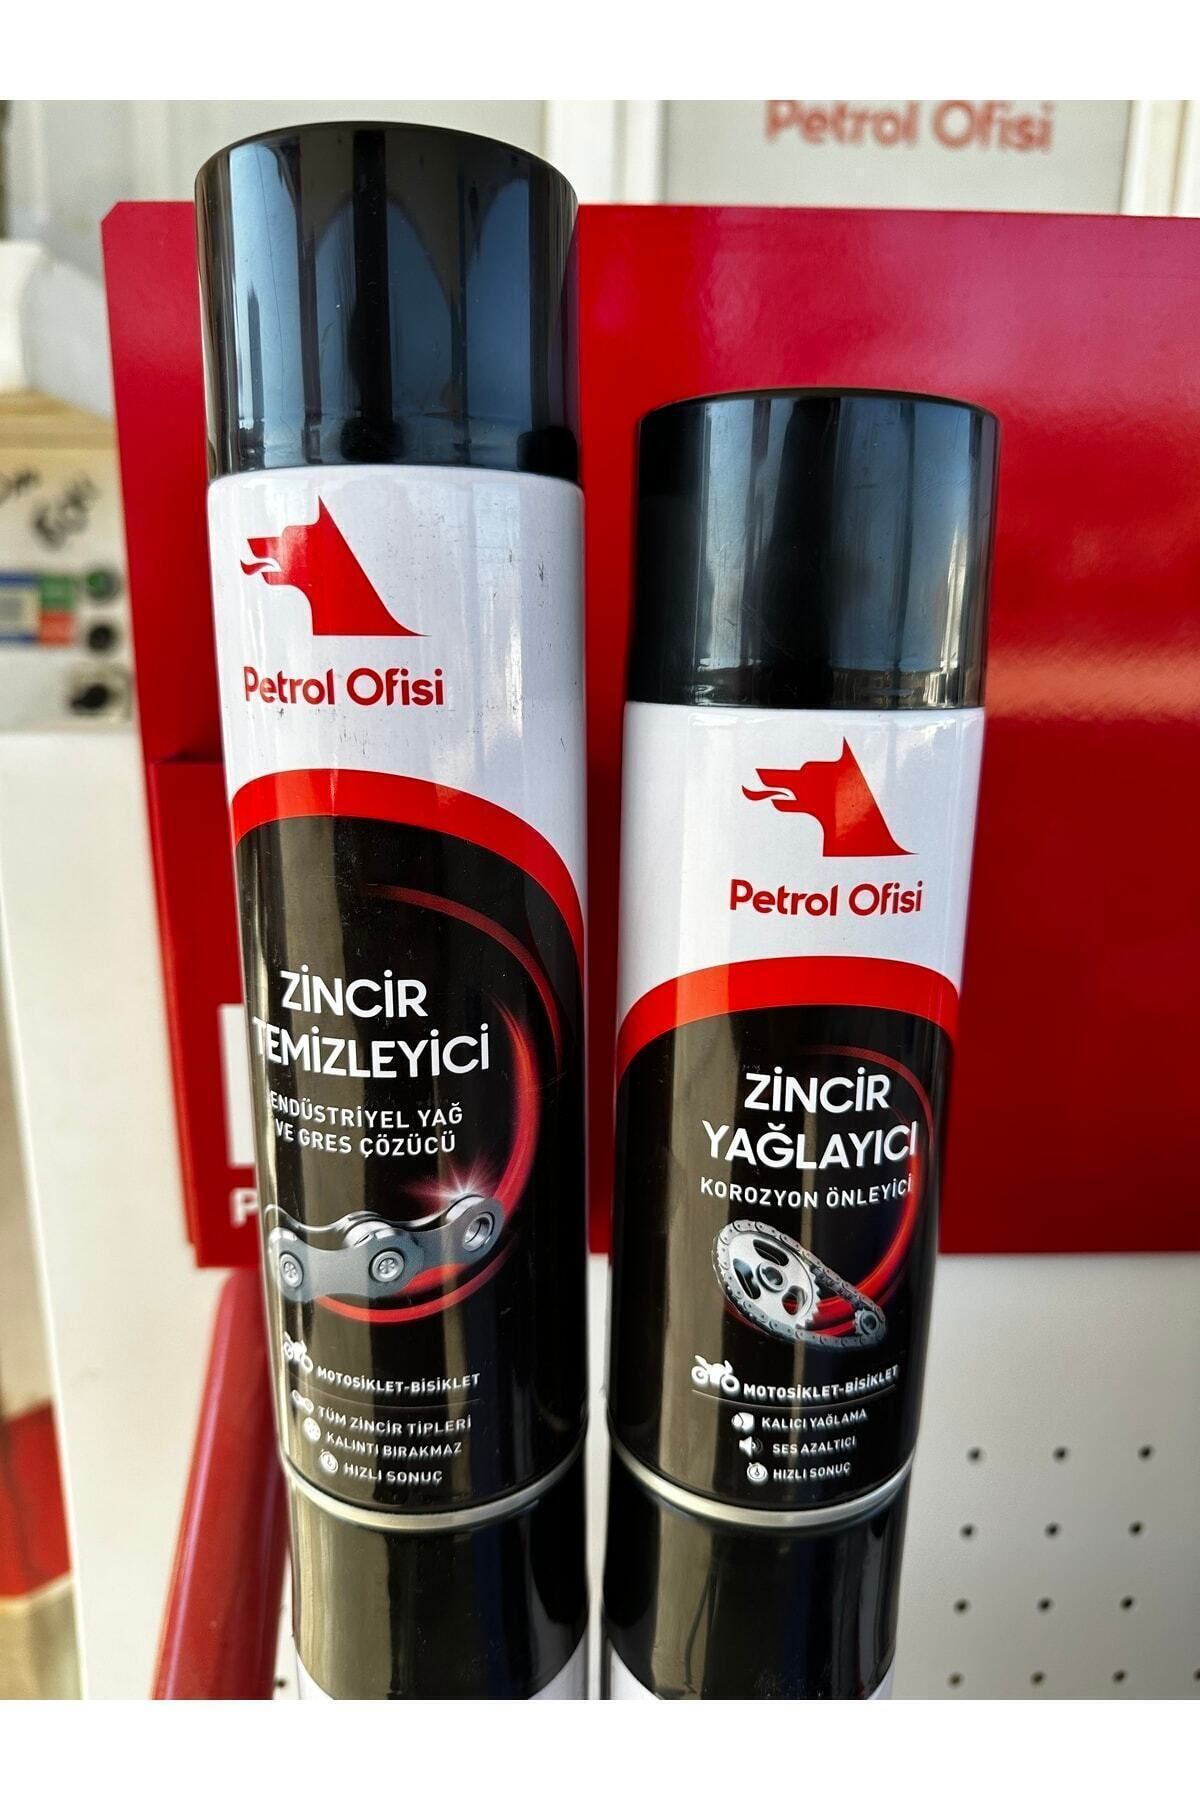 Petrol Ofisi
Petrol Ofisi
ZİNCİR
TEMİZLEYİCİ
ENDÜSTRİYEL YAĞ
VE GRES ÇÖZÜCÜ
MOTOSİKLET-BİSİKLET
TÜM ZİNCİR TİPLERİ
KALINTI BIRAKMAZ
HIZLI SONUÇ
Petrol Ofisi
ZİNCİR
YAĞLAYICI
KOROZYON ÖNLEYİCİ
MOTOSİKLET-BİSİKLET
KALICI YAĞLAMA
SES AZALTICI
HIZLI SONUÇ